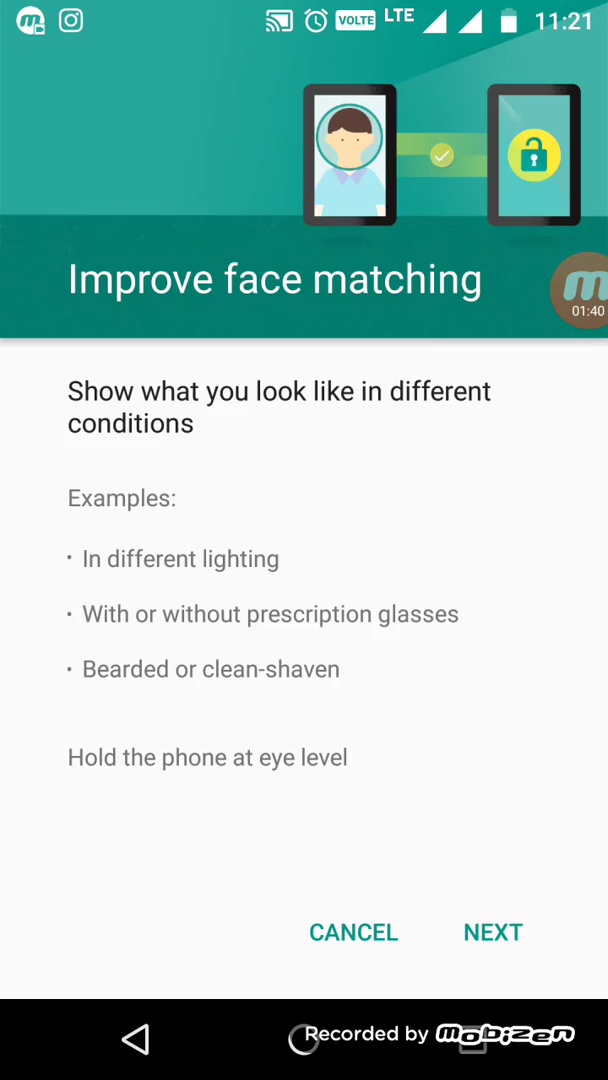 VOLTE LTE 11:21
Improve face matching
01:40
Show what you look like in different
conditions
Examples:
· In different lighting
· With or without prescription glasses
· Bearded or clean-shaven
Hold the phone at eye level
CANCEL NEXT
Recorded by mobizen